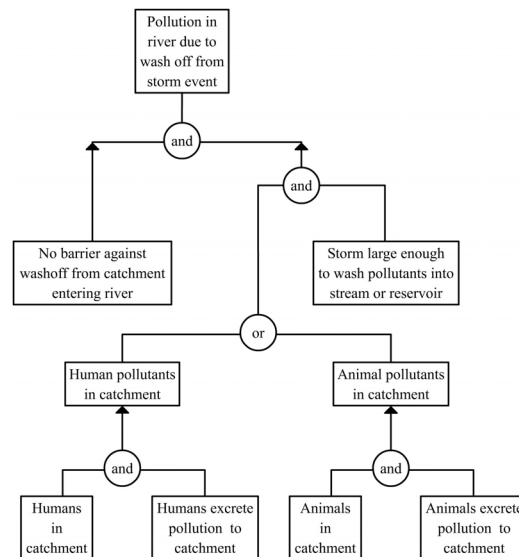 Pollution in
river due to
wash off from
storm event
and
and
No barrier against
washoff from catchment
entering river
Storm large enough
to wash pollutants into
stream or reservoir
or
Human pollutants
in catchment
Animal pollutants
in catchment
and
and
Humans
in
catchment
Humans excrete
pollution to
catchment
Animals
in
catchment
Animals excrete
pollution to
catchment